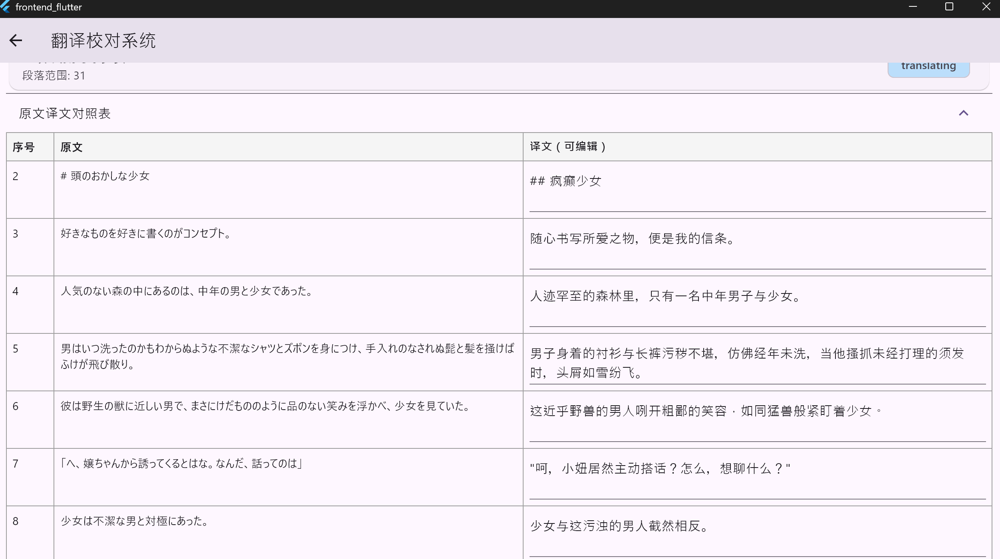 frontend_flutter
翻译校对系统
段落范围: 31
translating
原文译文对照表
序号 原文 译文（可编辑）
2 # 頭のおかしな少女 ## 疯癫少女
3 好きなものを好きに書くのがコンセプト。 随心书写所爱之物，便是我的信条。
4 人気のない森の中にあるのは、中年の男と少女であった。 人迹罕至的森林里，只有一名中年男子与少女。
5 男はいつ洗ったのかもわからぬような不潔なシャツとズボンを身につけ、手入れのなされぬ髭と髪を掻けば
ふけが飛び散り。
男子身着的衬衫与长裤污秽不堪，仿佛经年未洗，当他搔抓未经打理的须发
时，头屑如雪纷飞。
6 彼は野生の獣に近しい男で、まさにけだもののように品のない笑みを浮かべ、少女を見ていた。 这近乎野兽的男人咧开粗鄙的笑容，如同猛兽般紧盯着少女。
7 「へ、嬢ちゃんから誘ってくるとはな。なんだ、話ってのは」 "呵，小妞居然主动搭话？怎么，想聊什么？"
8 少女は不潔な男と対極にあった。 少女与这污浊的男人截然相反。